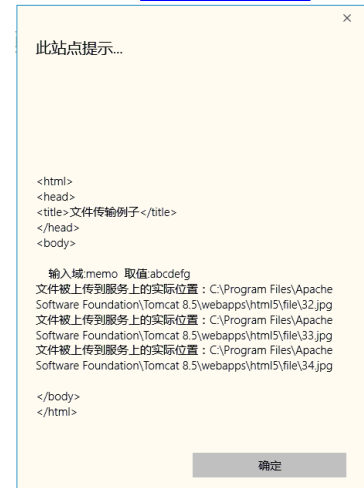 此站点提示...
<html>
<head>
<title>文件传输例子</title>
</head>
<body>
输入域:memo 取值:abcdefg
文件被上传到服务上的实际位置：C:\Program Files\Apache
Software Foundation\Tomcat 8.5\webapps\html5\file\32.jpg
文件被上传到服务上的实际位置：C:\Program Files\Apache
Software Foundation\Tomcat 8.5\webapps\html5\file\33.jpg
文件被上传到服务上的实际位置：C:\Program Files\Apache
Software Foundation\Tomcat 8.5\webapps\html5\file\34.jpg
</body>
</html>
确定